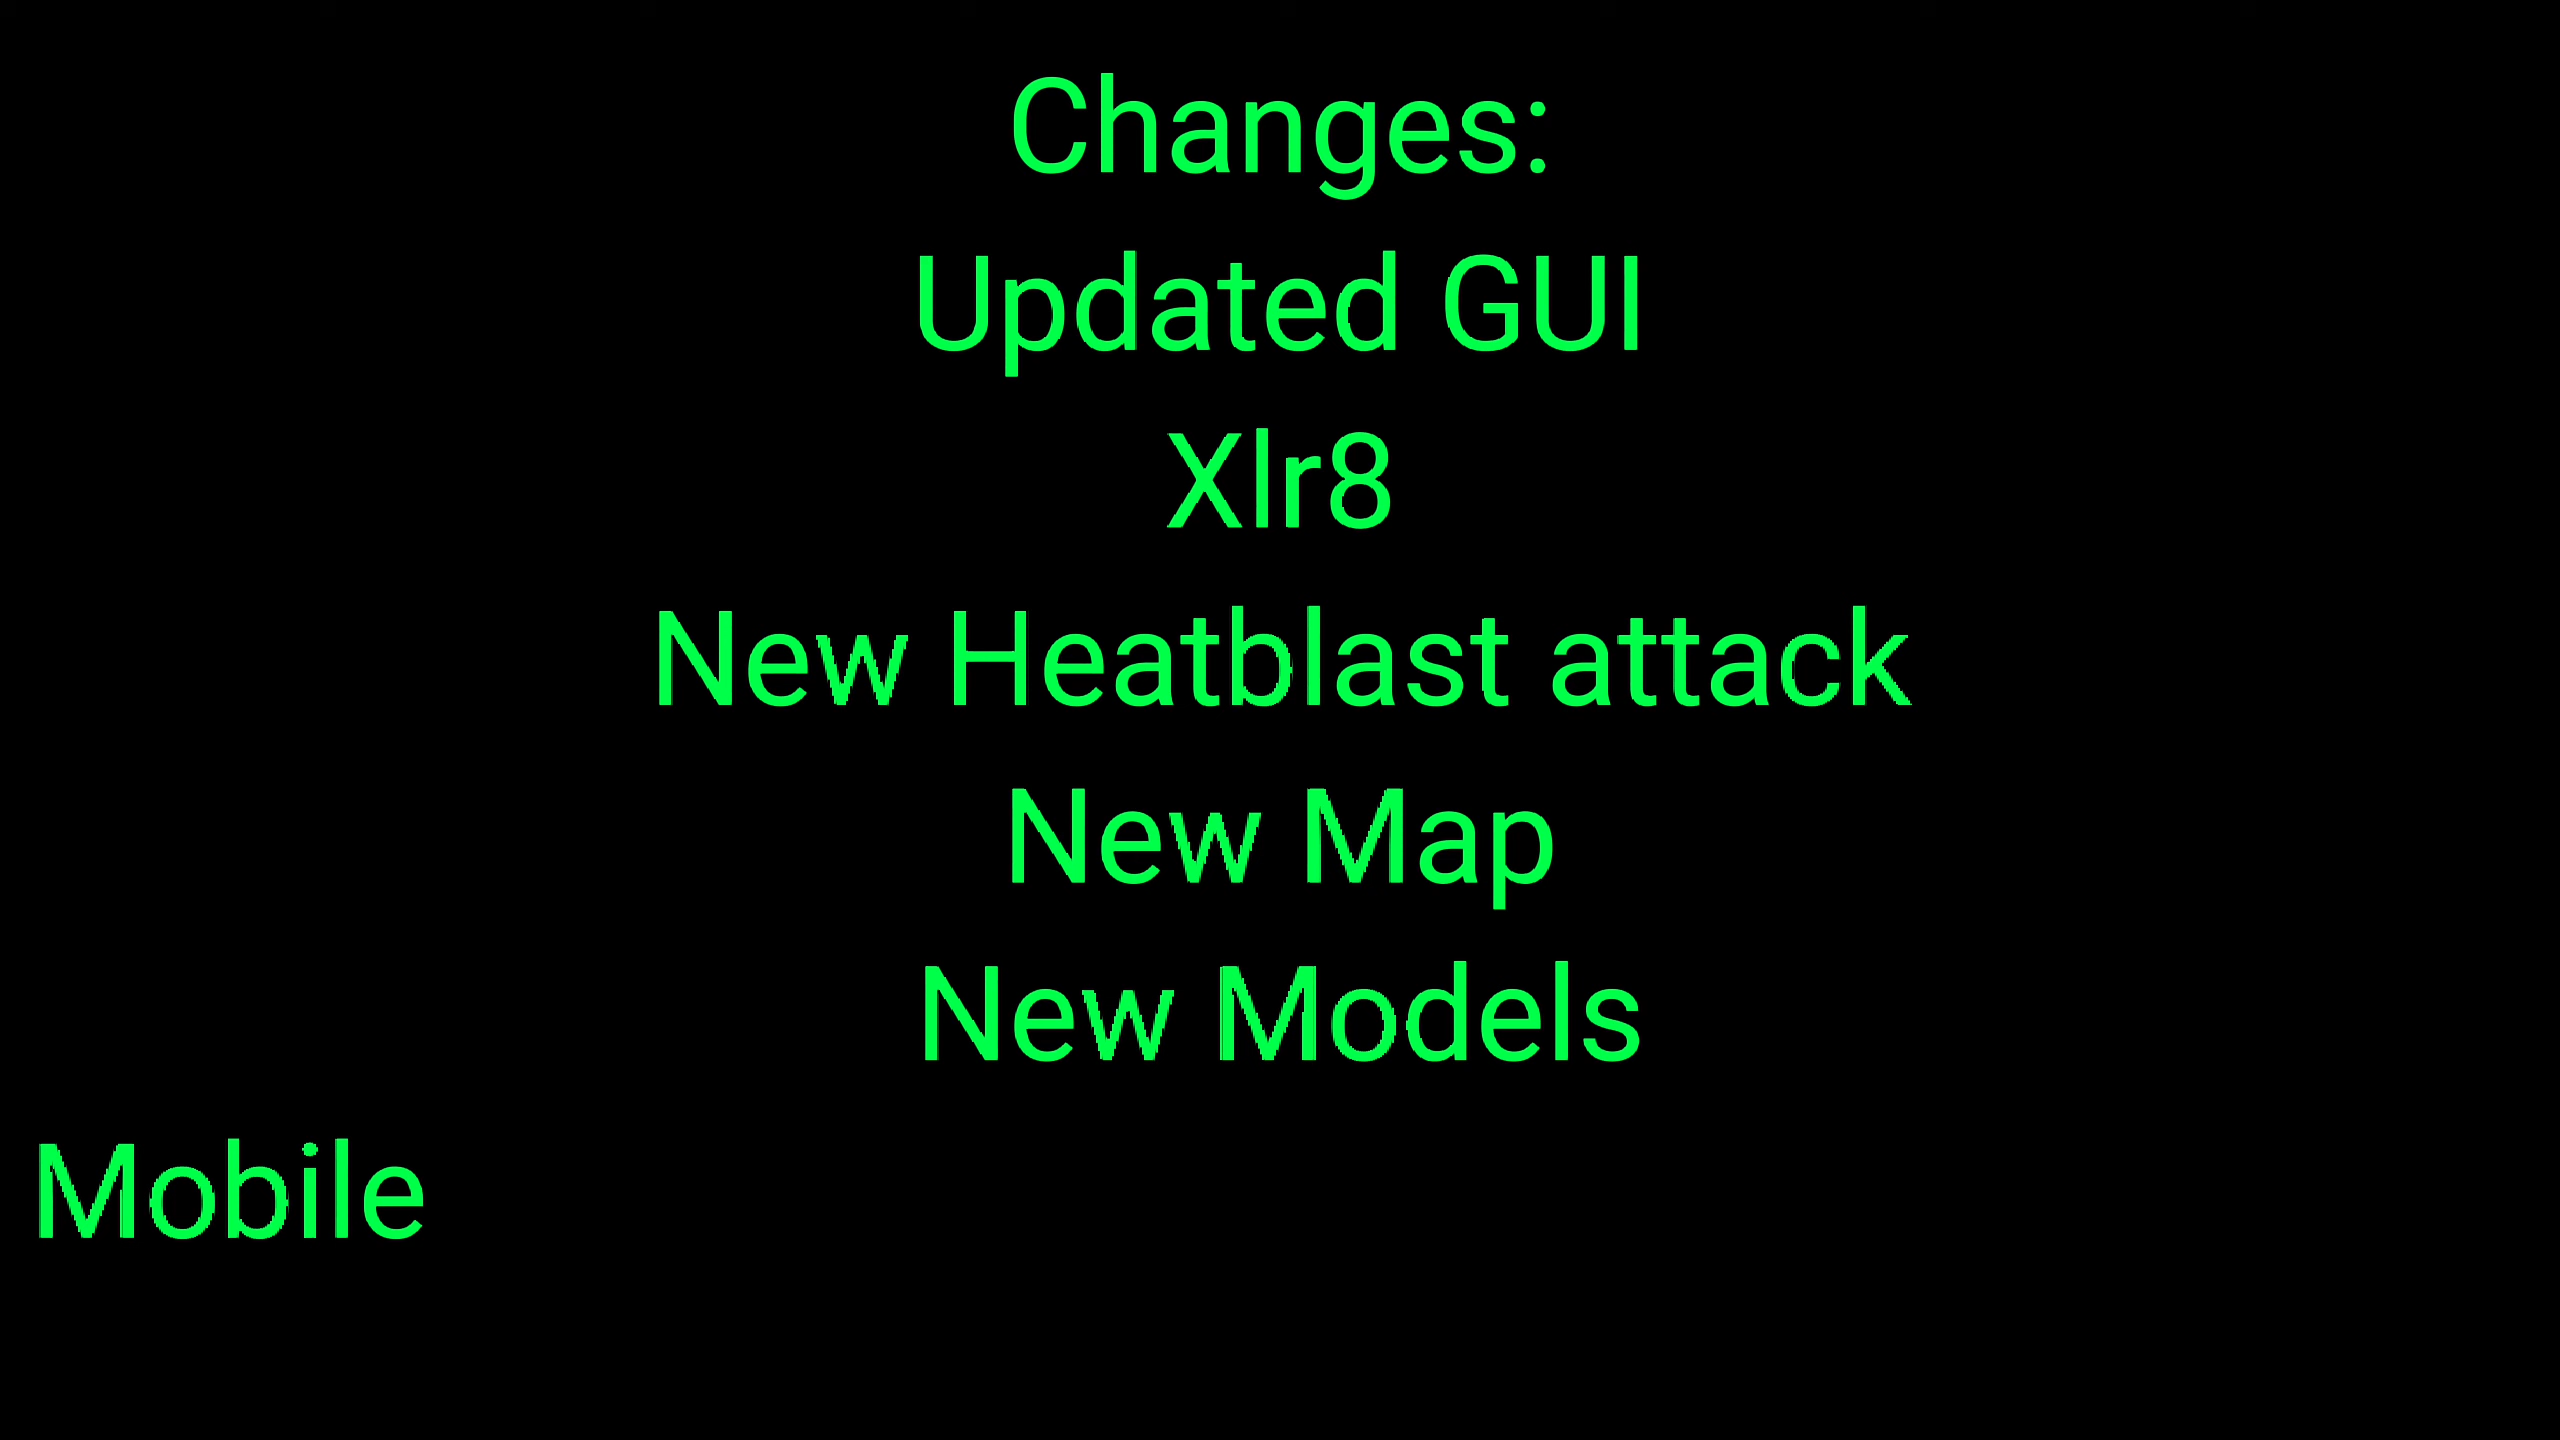 Changes:
Updated GUI
Xlr8
New Heatblast attack
New Map
New Models
Mobile